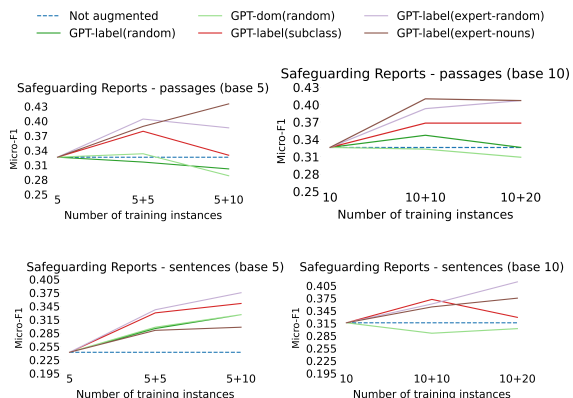 Not augmented
GPT-dom(random)
GPT-label(expert-random)
GPT-label(random)
GPT-label(subclass)
GPT-label(expert-nouns)
Safeguarding Reports - passages (base 5)
0.43
0.40
0.37
0.34
0.31
0.28
0.25
Micro-F1
5
5+5
5+10
Number of training instances
Safeguarding Reports - passages (base 10)
0.43
0.40
0.37
0.34
0.31
0.28
0.25
Micro-F1
10
10+10
10+20
Number of training instances
Safeguarding Reports - sentences (base 5)
0.405
0.375
0.345
0.315
0.285
0.255
0.225
0.195
Micro-F1
5
5+5
5+10
Number of training instances
Safeguarding Reports - sentences (base 10)
0.405
0.375
0.345
0.315
0.285
0.255
0.225
0.195
Micro-F1
10
10+10
10+20
Number of training instances